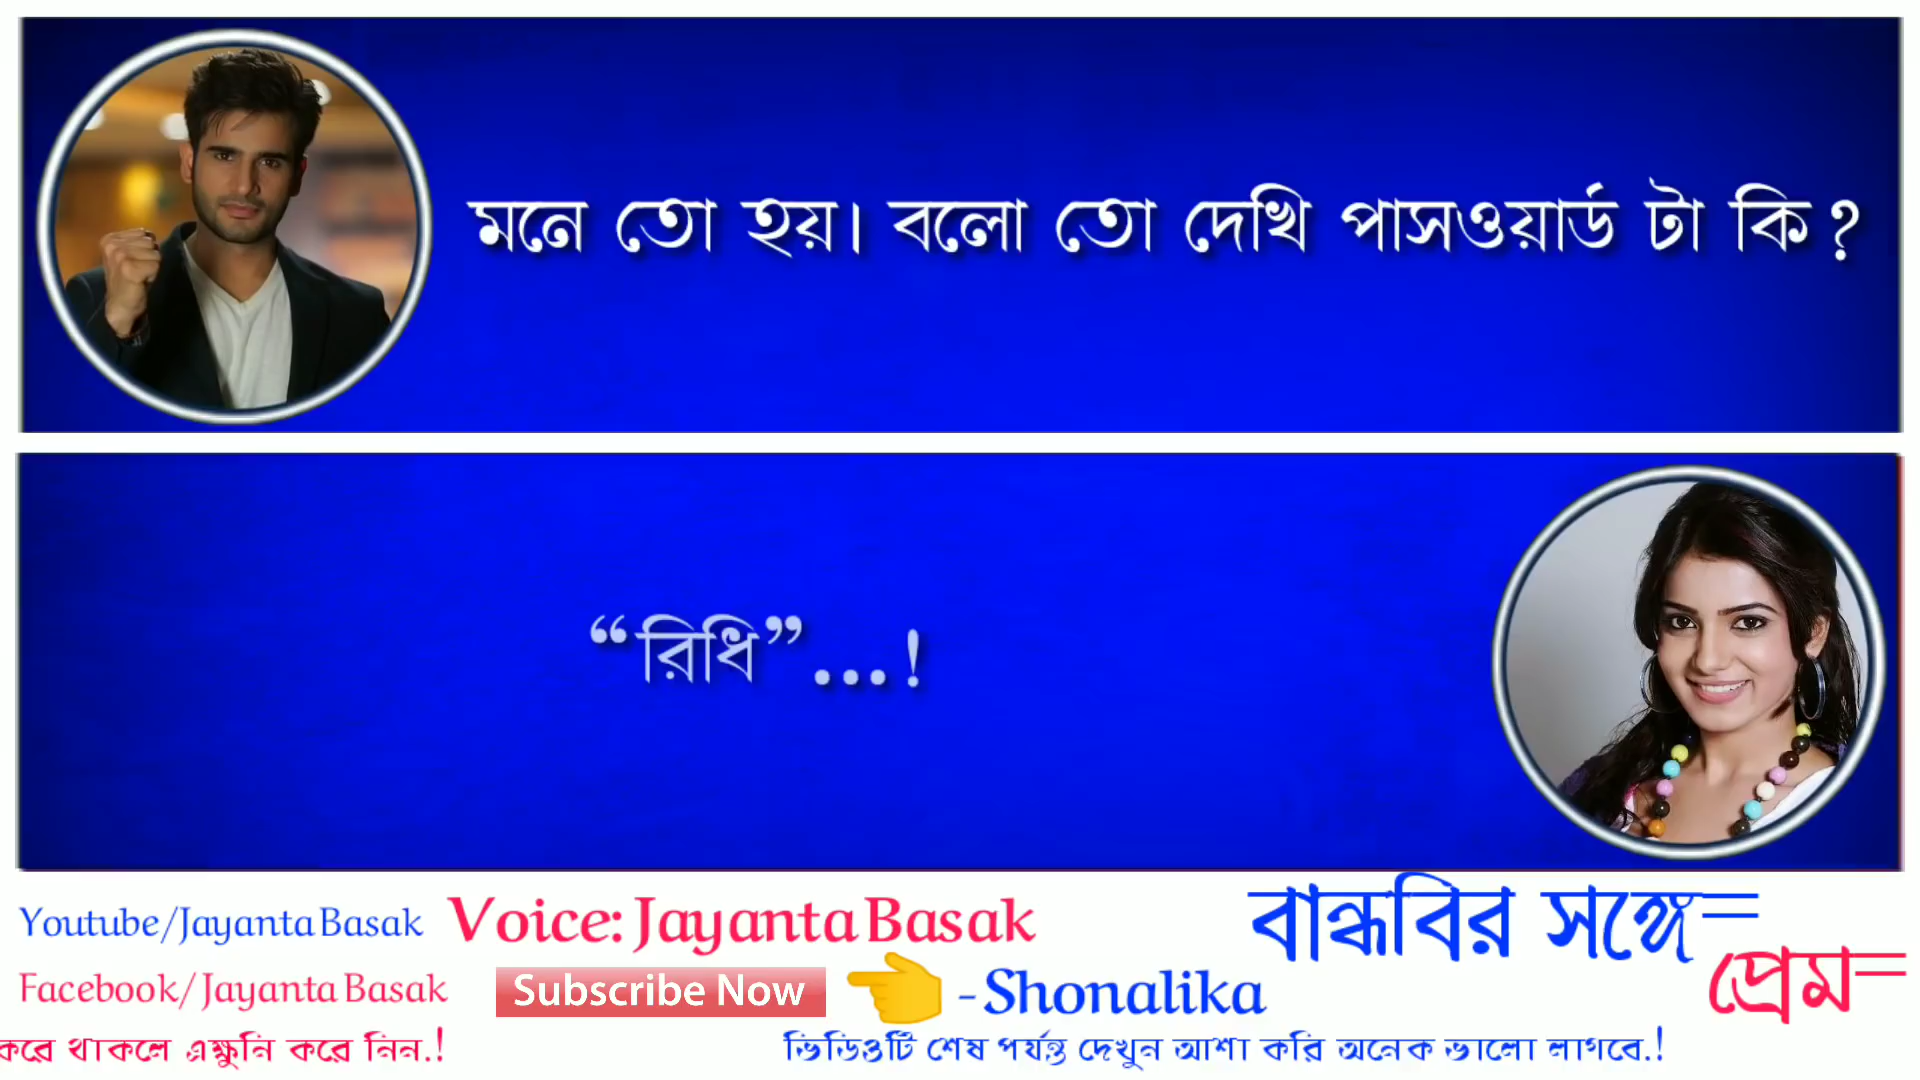 মনে তো হয়। বলো তো দেখি পাসওয়ার্ড টা কি?
“রিধি”...!
Youtube/Jayanta Basak
Voice: Jayanta Basak
বান্ধবির সঙ্গে=
প্রেম=
Facebook/Jayanta Basak
Subscribe Now
-Shonalika
করে থাকলে এক্ষুনি করে নিন.!
ভিডিওটি শেষ পর্যন্ত দেখুন আশা করি অনেক ভালো লাগবে.!